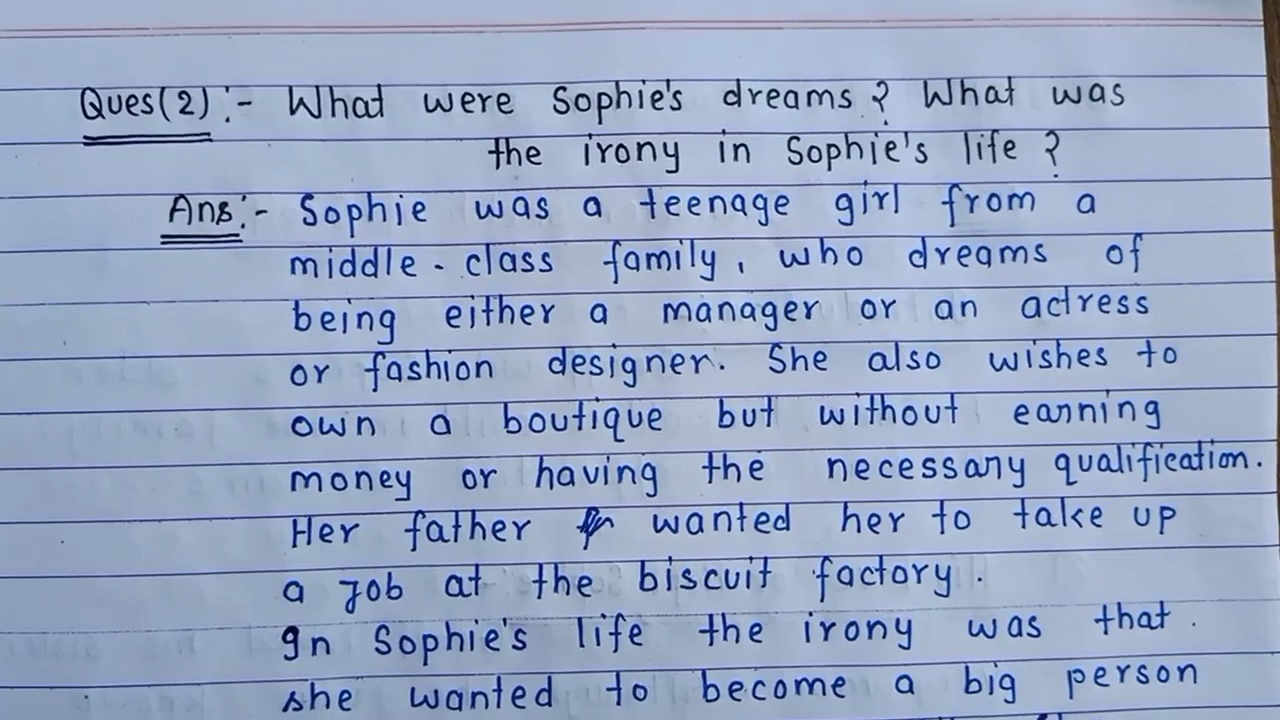 Ques(2):- What were Sophie's dreams? What was
the irony in Sophie's life?
Ans:- Sophie was a teenage girl from a
middle-class family, who dreams of
being either a manager or an actress
or fashion designer. She also wishes to
own a boutique but without earning
money or having the necessary qualification.
Her father wanted her to take up
a job at the biscuit factory.
In Sophie's life the irony was that
she wanted to become a big person